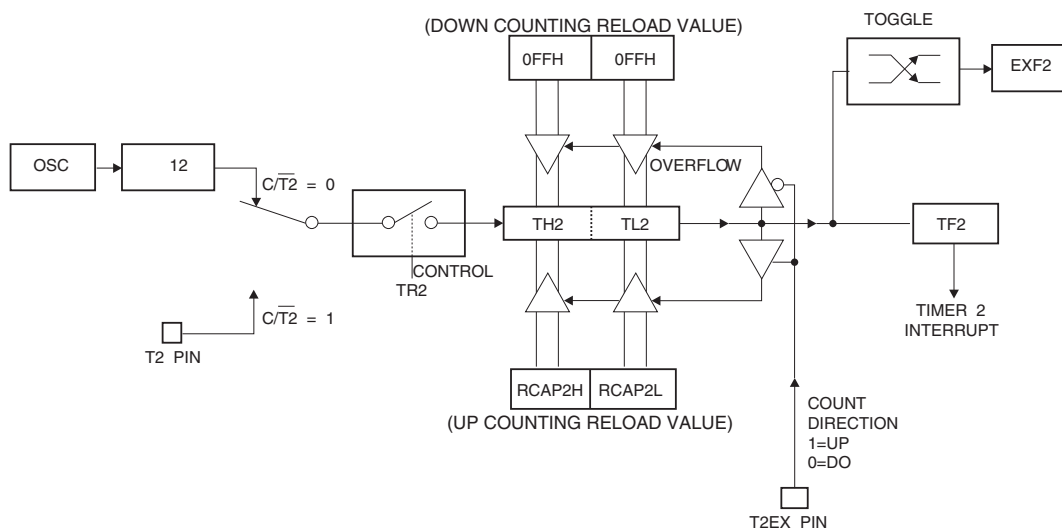 (DOWN COUNTING RELOAD VALUE)
TOGGLE
0FFH 0FFH
EXF2
OSC
12
OVERFLOW
C/T2̅ = 0
TH2 TL2
TF2
CONTROL
TR2
C/T2̅ = 1
T2 PIN
TIMER 2
INTERRUPT
RCAP2H RCAP2L
(UP COUNTING RELOAD VALUE)
COUNT
DIRECTION
1=UP
0=DO
T2EX PIN